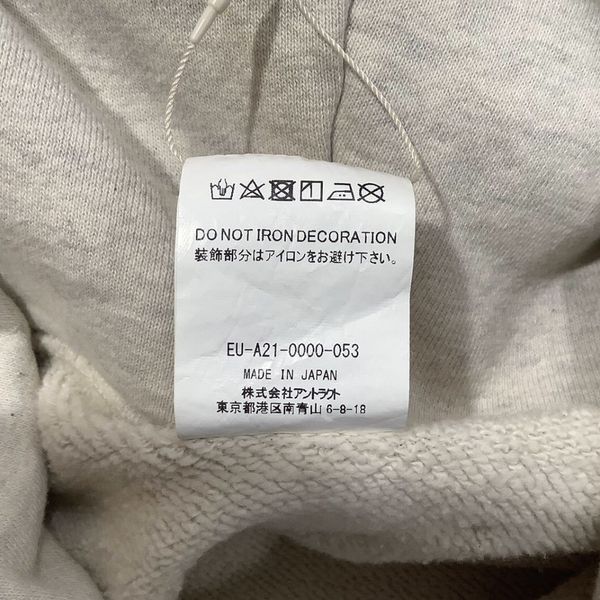 DO NOT IRON DECORATION
装飾部分はアイロンをお避け下さい。
EU-A21-0000-053
MADE IN JAPAN
株式会社アントラクト
東京都港区南青山 6-8-18